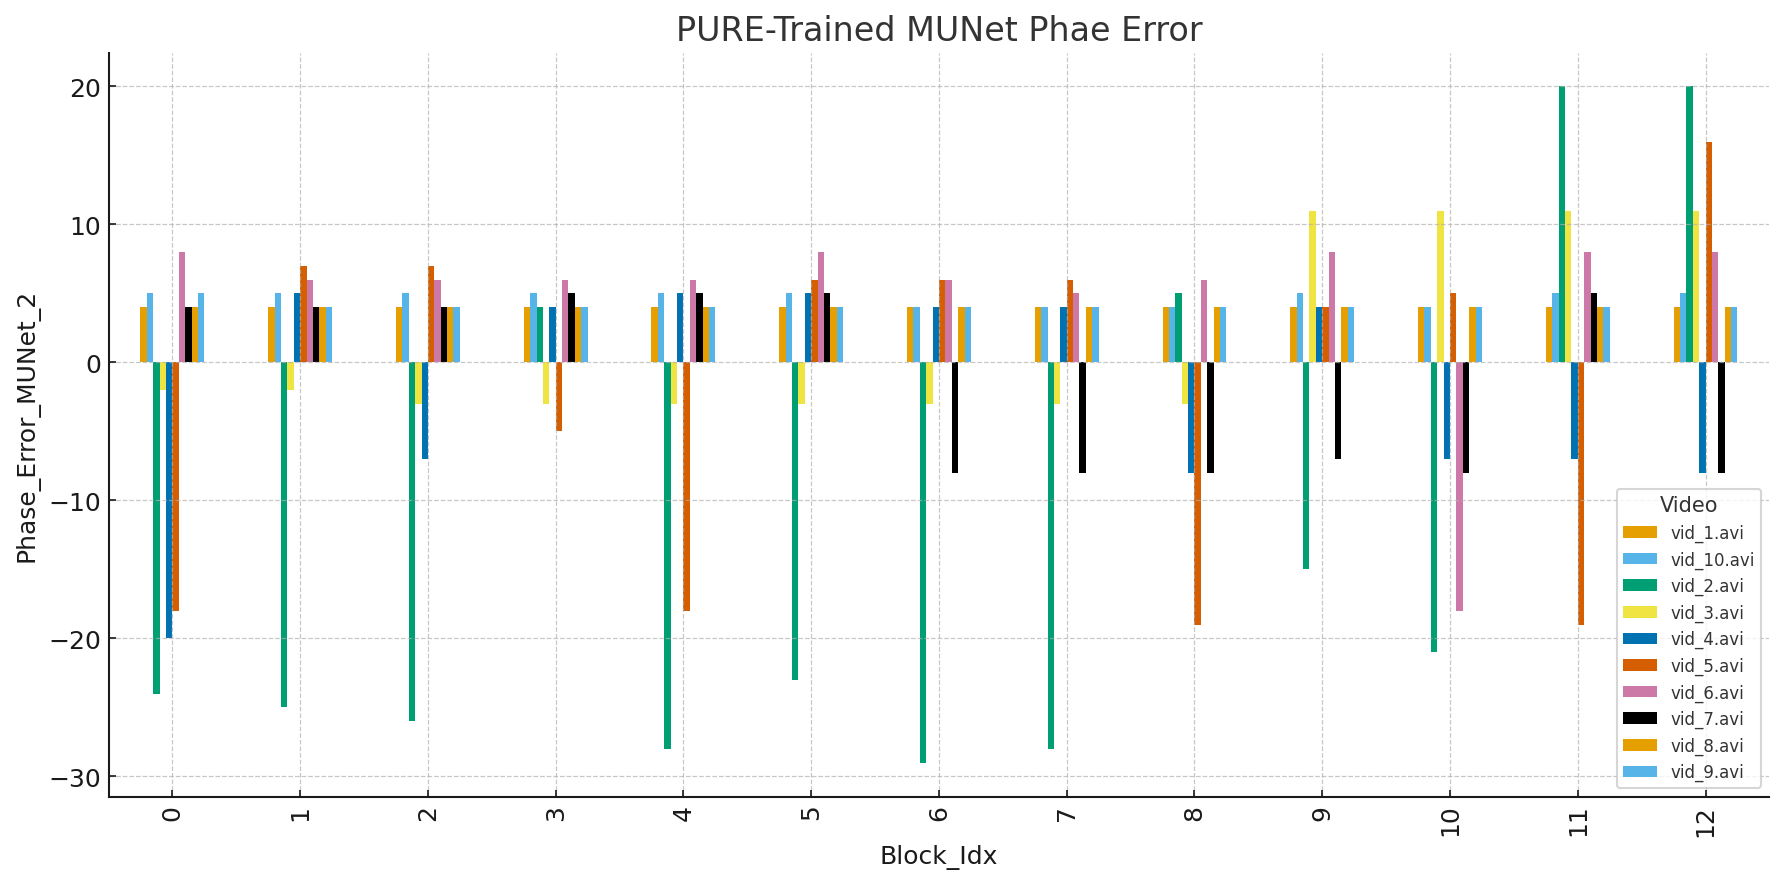 PURE-Trained MUNet Phae Error
Phase_Error_MUNet_2
20
10
0
−10
−20
−30
0 1 2 3 4 5 6 7 8 9 10 11 12
Block_Idx
Video
vid_1.avi
vid_10.avi
vid_2.avi
vid_3.avi
vid_4.avi
vid_5.avi
vid_6.avi
vid_7.avi
vid_8.avi
vid_9.avi